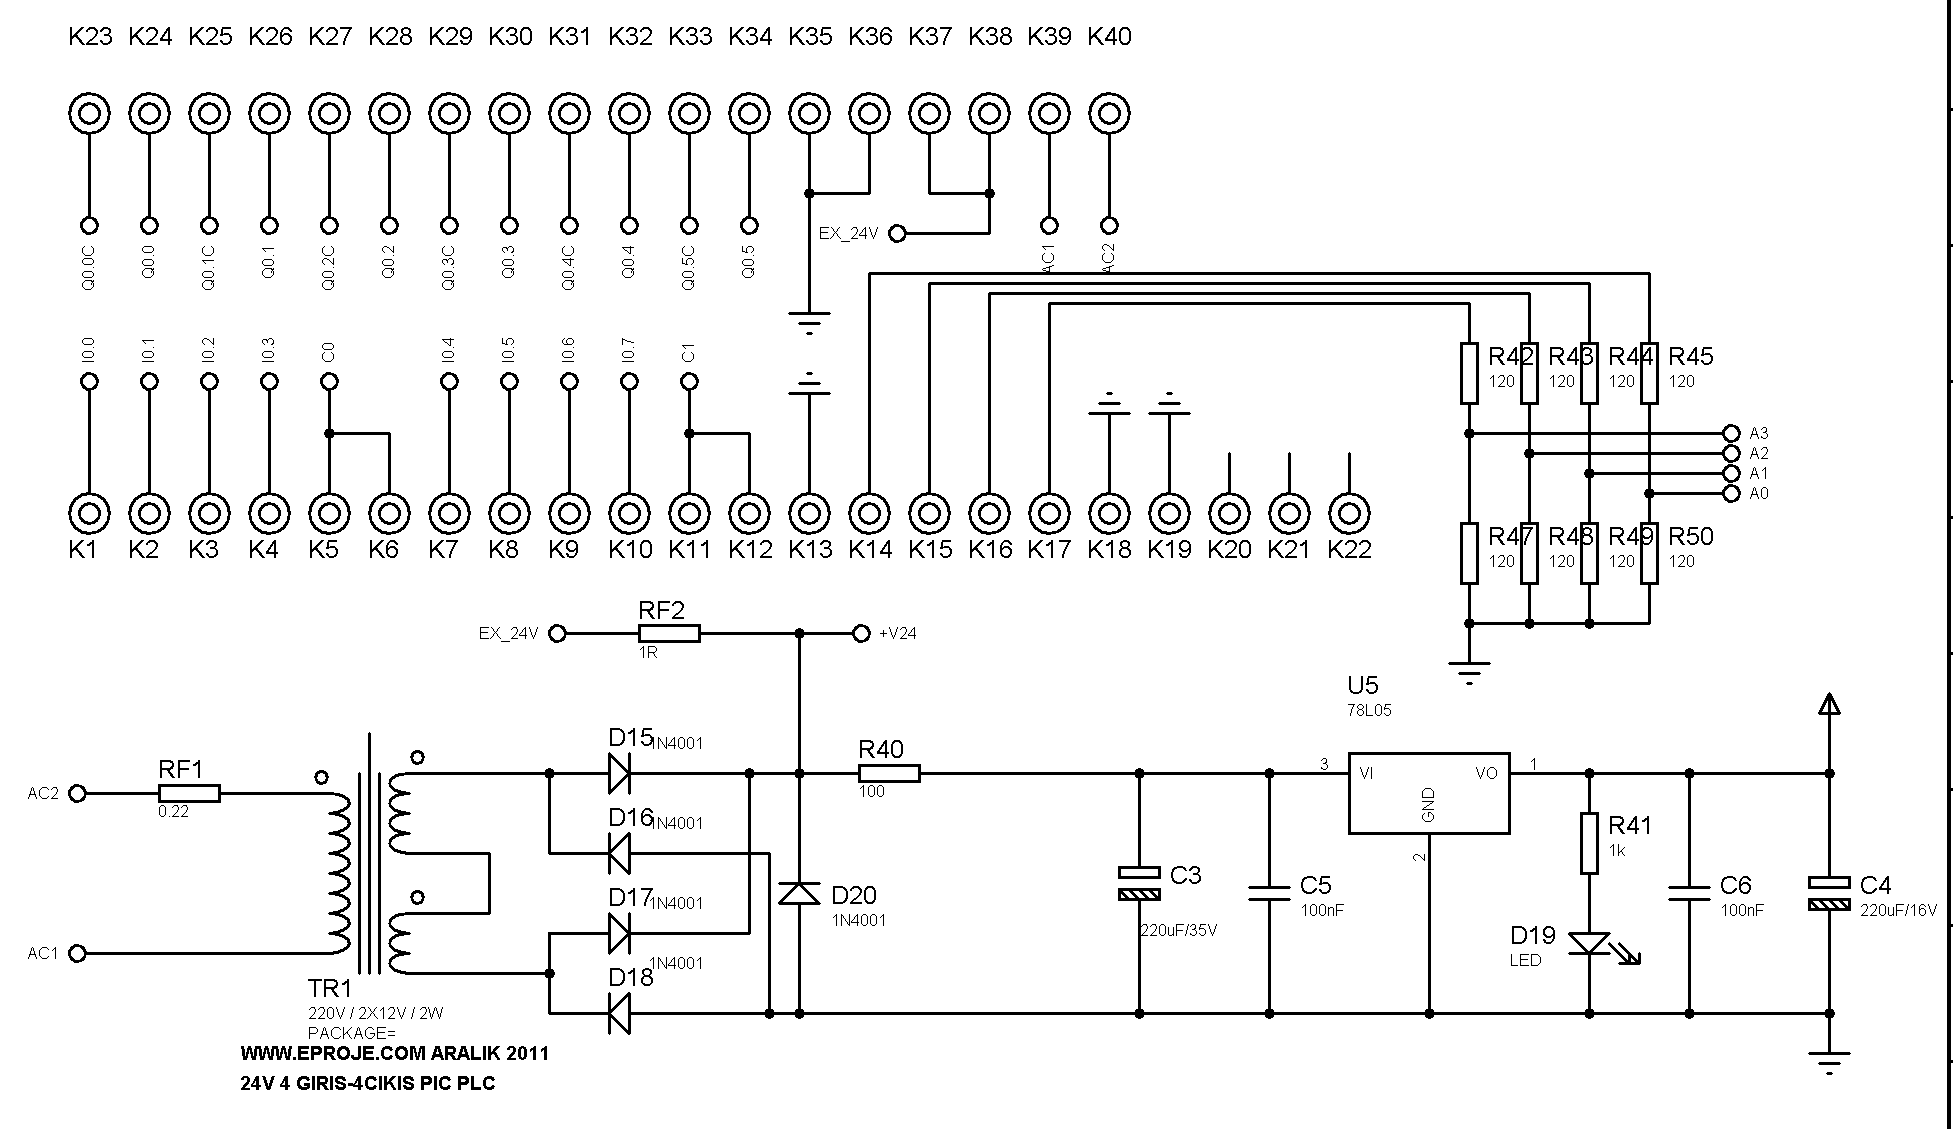 K23 K24 K25 K26 K27 K28 K29 K30 K31 K32 K33 K34 K35 K36 K37 K38 K39 K40
Q0.0C Q0.0 Q0.1C Q0.1 Q0.2C Q0.2 Q0.3C Q0.3 Q0.4C Q0.4 Q0.5C Q0.5 EX_24V AC1 AC2
I0.0 I0.1 I0.2 I0.3 C0 I0.4 I0.5 I0.6 I0.7 C1
R42 R43 R44 R45
120 120 120 120
A3
A2
A1
A0
K1 K2 K3 K4 K5 K6 K7 K8 K9 K10 K11 K12 K13 K14 K15 K16 K17 K18 K19 K20 K21 K22
R47 R48 R49 R50
120 120 120 120
RF2
EX_24V +V24
1R
U5
78L05
D15 1N4001
R40
100
3 VI VO 1
GND
2
RF1
AC2
0.22
D16 1N4001
R41
1k
D17 1N4001
D20
1N4001
C3
220uF/35V
C5
100nF
C6
100nF
C4
220uF/16V
D19
LED
AC1
1N4001
D18
TR1
220V / 2X12V / 2W
PACKAGE=
WWW.EPROJE.COM ARALIK 2011
24V 4 GIRIS-4CIKIS PIC PLC